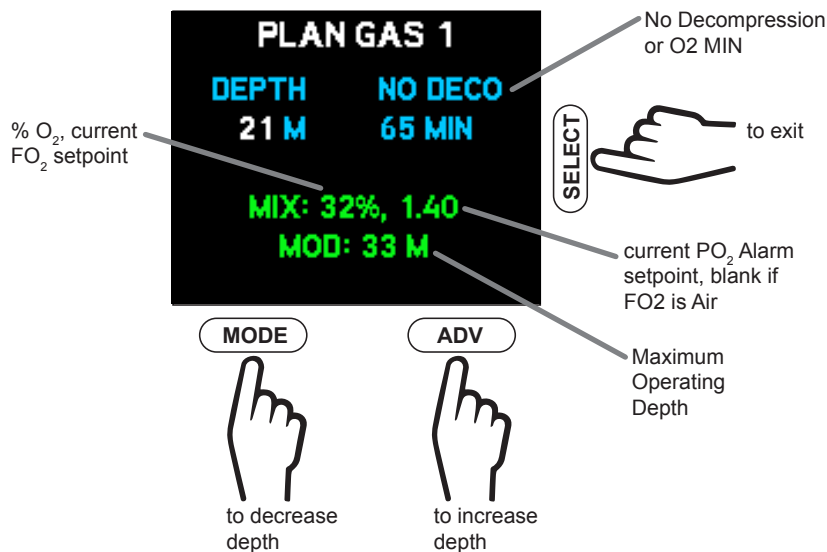 PLAN GAS 1
DEPTH NO DECO
21 M 65 MIN
MIX: 32%, 1.40
MOD: 33 M
No Decompression
or O2 MIN
% O₂, current
FO₂ setpoint
SELECT
to exit
current PO₂ Alarm
setpoint, blank if
FO2 is Air
Maximum
Operating
Depth
MODE
to decrease
depth
ADV
to increase
depth